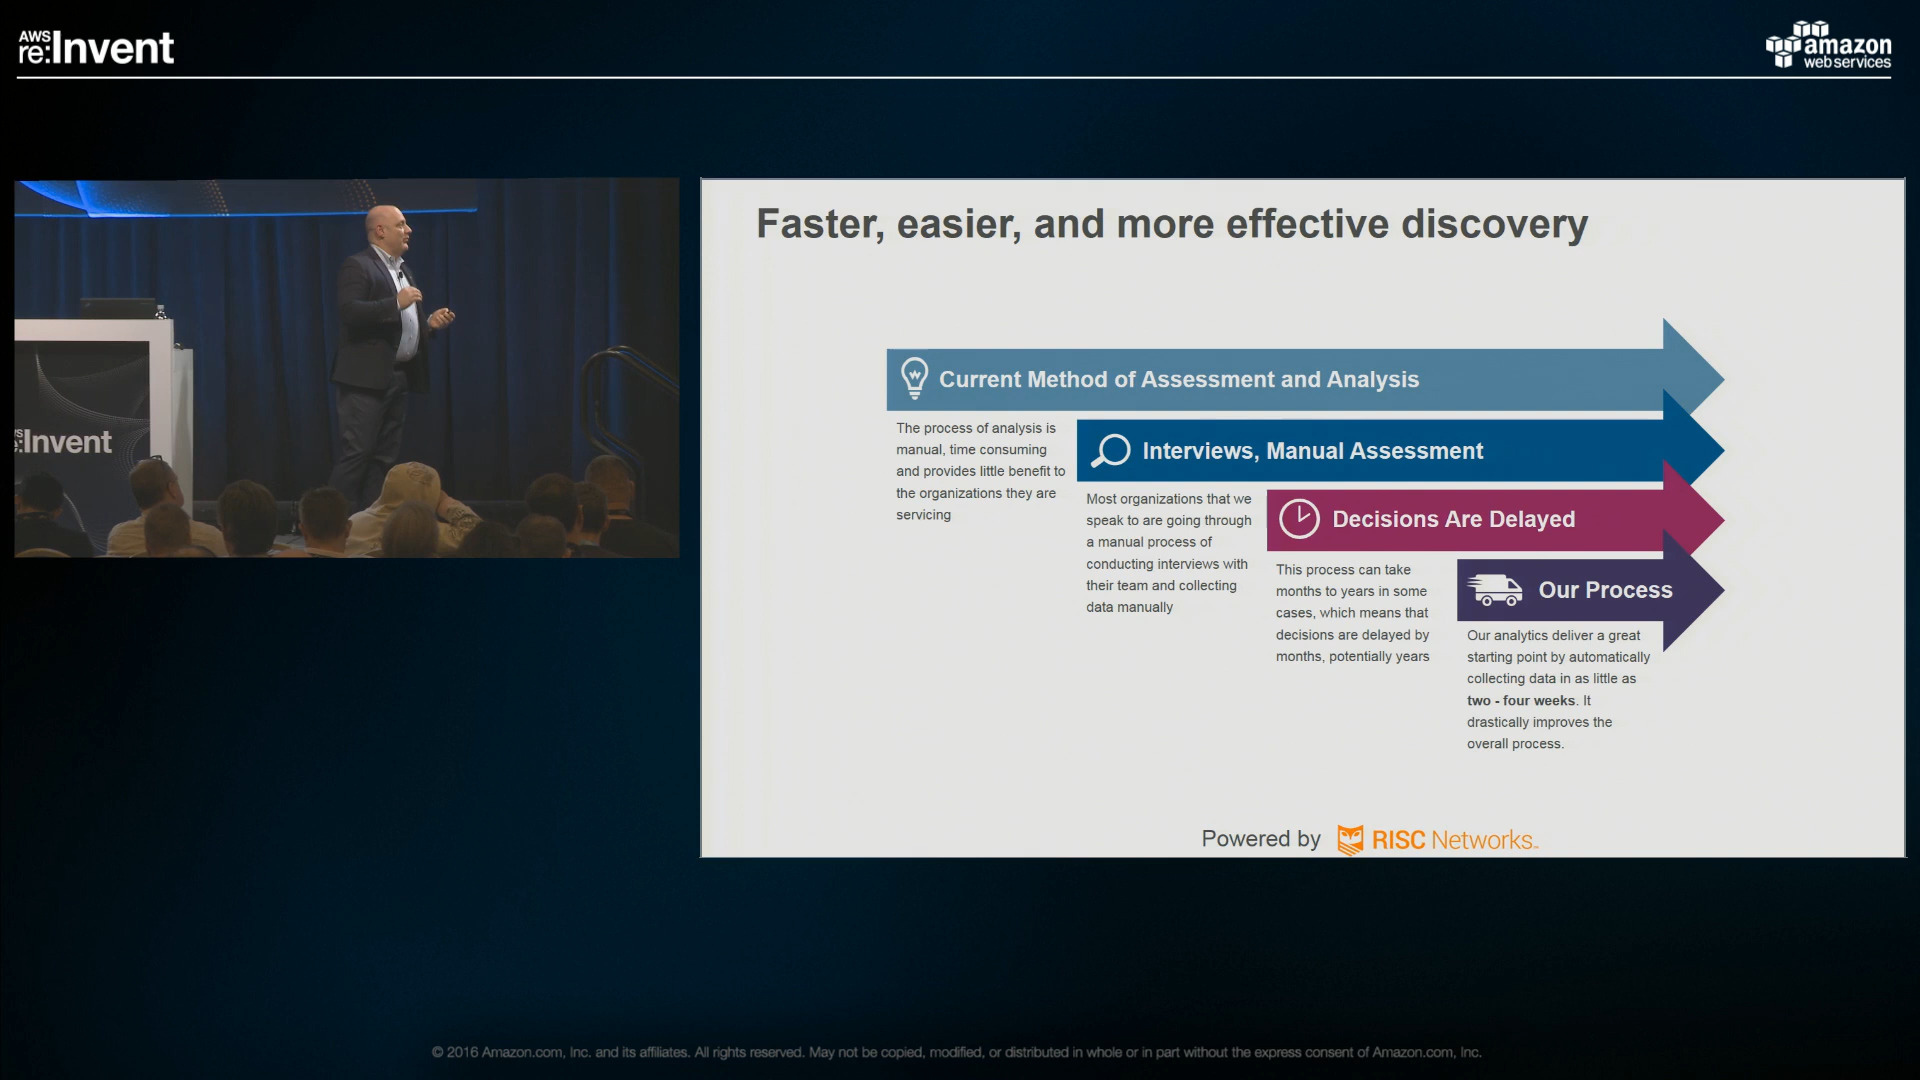 AWS
re:Invent
amazon
webservices
Faster, easier, and more effective discovery
Current Method of Assessment and Analysis
The process of analysis is
manual, time consuming
and provides little benefit to
the organizations they are
servicing
Interviews, Manual Assessment
Most organizations that we
speak to are going through
a manual process of
conducting interviews with
their team and collecting
data manually
Decisions Are Delayed
This process can take
months to years in some
cases, which means that
decisions are delayed by
months, potentially years
Our Process
Our analytics deliver a great
starting point by automatically
collecting data in as little as
two - four weeks. It
drastically improves the
overall process.
Powered by RISC Networks
:Invent
© 2016 Amazon.com, Inc. and its affiliates. All rights reserved. May not be copied, modified, or distributed in whole or in part without the express consent of Amazon.com, Inc.